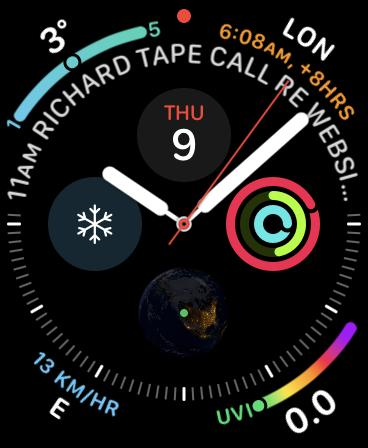 3°
1 5
6:08AM, +8HRS
LON
11AM RICHARD TAPE CALL RE WEBSI...
THU
9
13 KM/HR
E
UVI
0.0